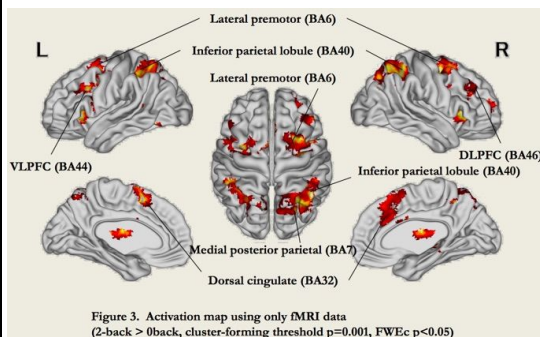 Lateral premotor (BA6)
L
Inferior parietal lobule (BA40)
R
Lateral premotor (BA6)
VLPFC (BA44)
DLPFC (BA46)
Inferior parietal lobule (BA40)
Medial posterior parietal (BA7)
Dorsal cingulate (BA32)
Figure 3. Activation map using only fMRI data
(2-back > 0back, cluster-forming threshold p=0.001, FWEc p<0.05)